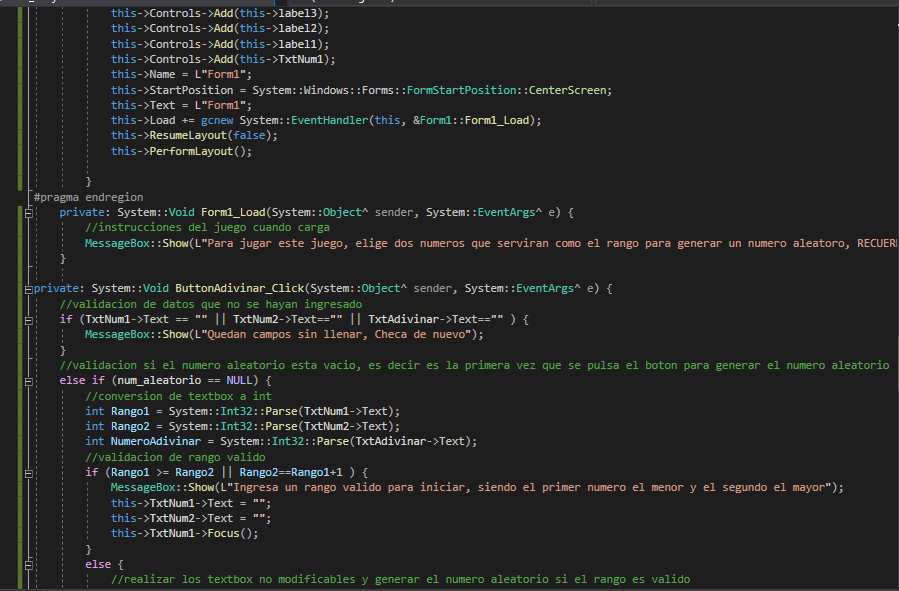 this->Controls->Add(this->label3);
this->Controls->Add(this->label2);
this->Controls->Add(this->label1);
this->Controls->Add(this->TxtNum1);
this->Name = L"Form1";
this->StartPosition = System::Windows::Forms::FormStartPosition::CenterScreen;
this->Text = L"Form1";
this->Load += gcnew System::EventHandler(this, &Form1::Form1_Load);
this->ResumeLayout(false);
this->PerformLayout();
}
#pragma endregion
private: System::Void Form1_Load(System::Object^ sender, System::EventArgs^ e) {
//instrucciones del juego cuando carga
MessageBox::Show(L"Para jugar este juego, elige dos numeros que serviran como el rango para generar un numero aleatoro, RECUER
}
private: System::Void ButtonAdivinar_Click(System::Object^ sender, System::EventArgs^ e) {
//validacion de datos que no se hayan ingresado
if (TxtNum1->Text == "" || TxtNum2->Text=="" || TxtAdivinar->Text=="" ) {
MessageBox::Show(L"Quedan campos sin llenar, Checa de nuevo");
}
//validacion si el numero aleatorio esta vacio, es decir es la primera vez que se pulsa el boton para generar el numero aleatorio
else if (num_aleatorio == NULL) {
//conversion de textbox a int
int Rango1 = System::Int32::Parse(TxtNum1->Text);
int Rango2 = System::Int32::Parse(TxtNum2->Text);
int NumeroAdivinar = System::Int32::Parse(TxtAdivinar->Text);
//validacion de rango valido
if (Rango1 >= Rango2 || Rango2==Rango1+1 ) {
MessageBox::Show(L"Ingresa un rango valido para iniciar, siendo el primer numero el menor y el segundo el mayor");
this->TxtNum1->Text = "";
this->TxtNum2->Text = "";
this->TxtNum1->Focus();
}
else {
//realizar los textbox no modificables y generar el numero aleatorio si el rango es valido